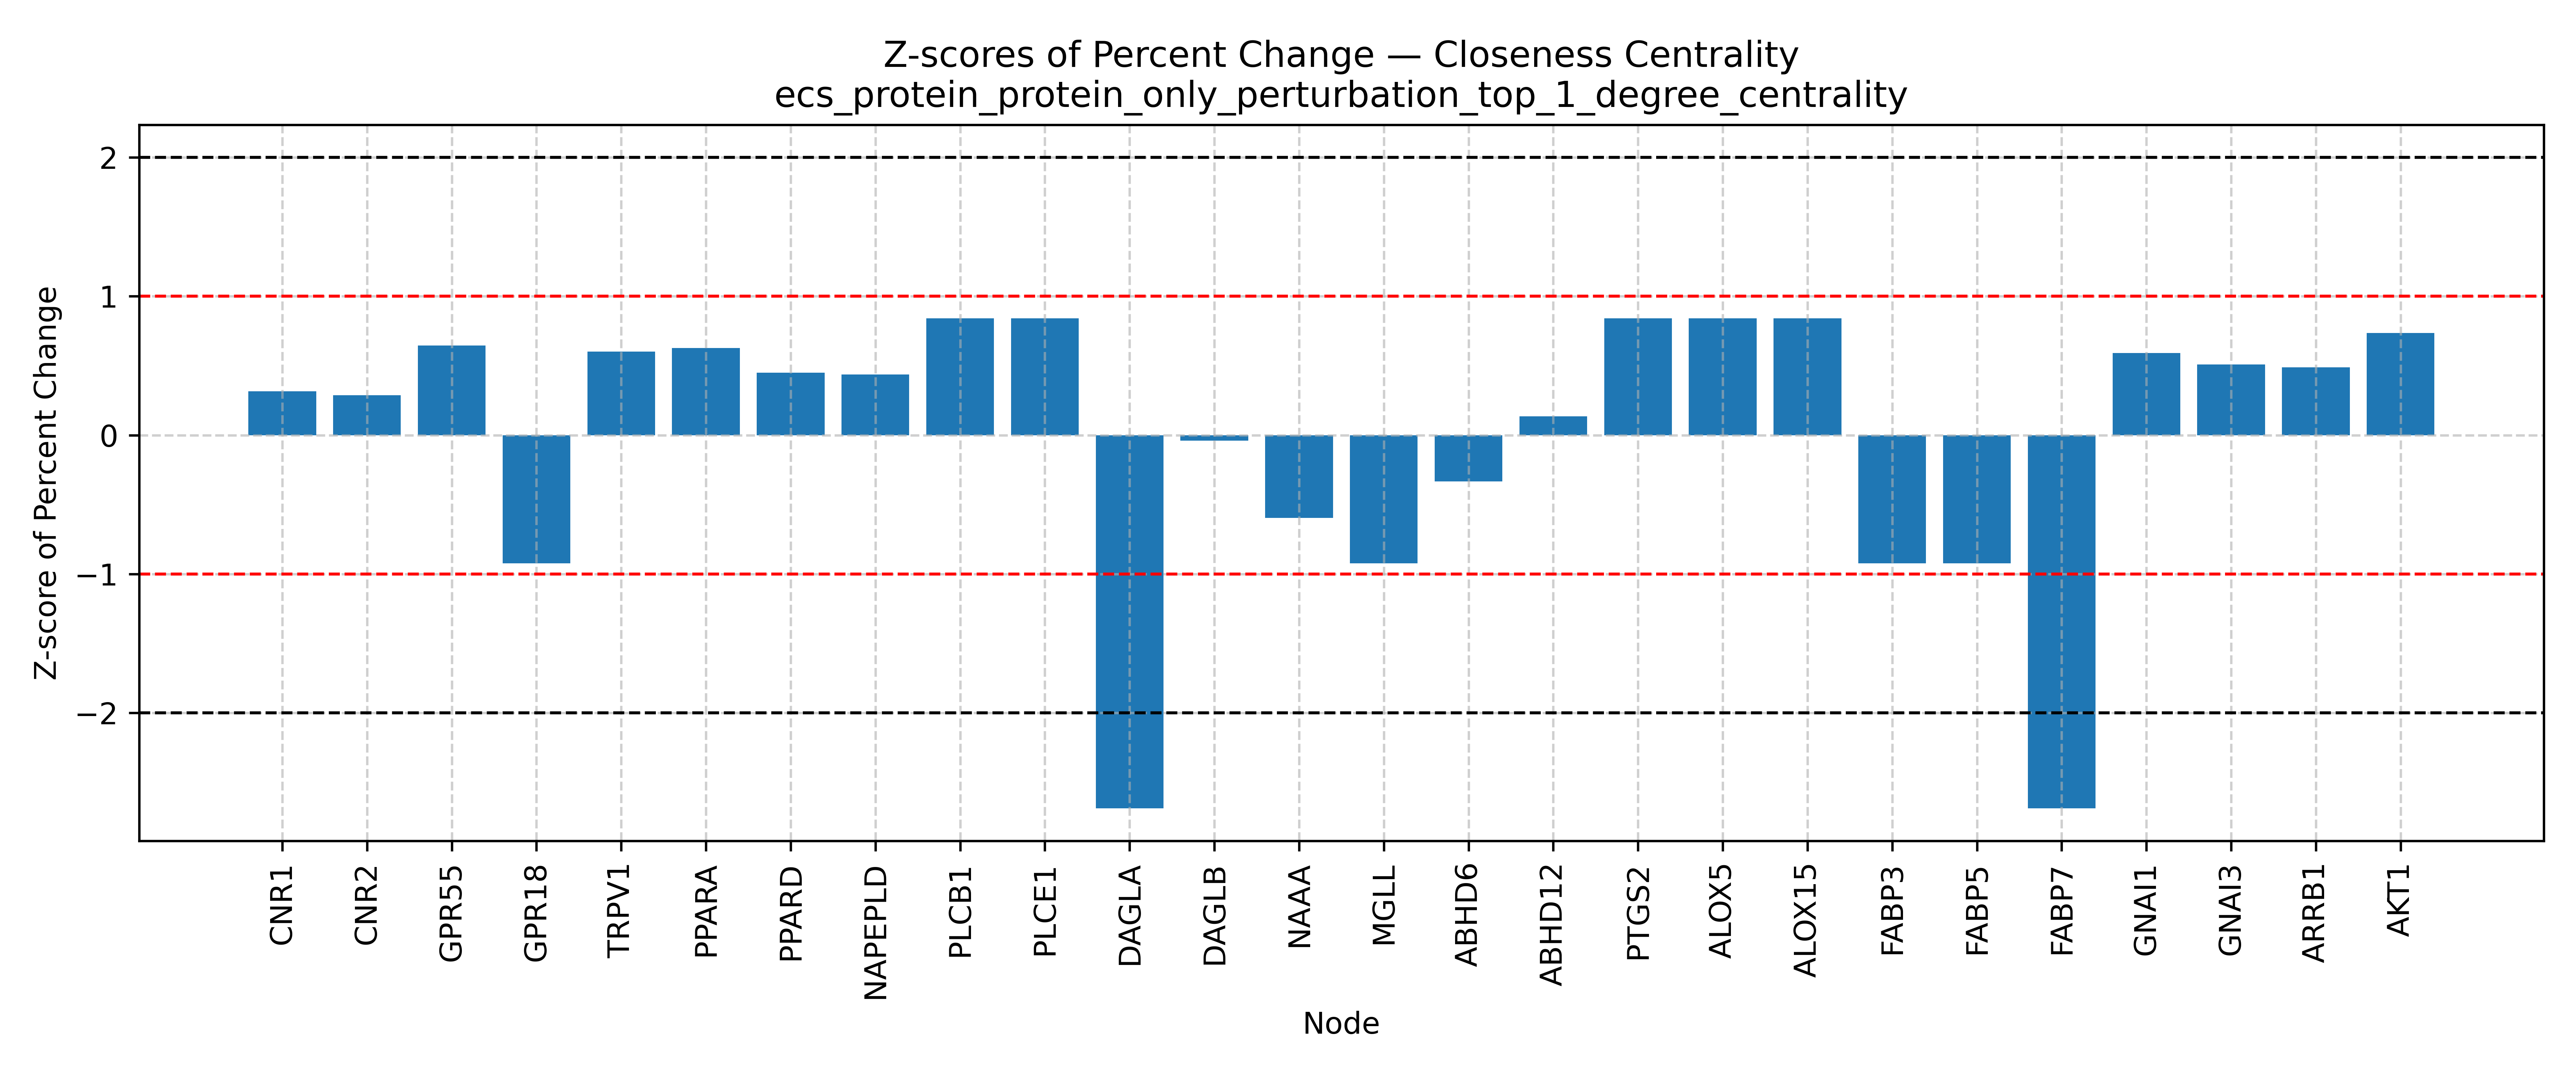 Z-scores of Percent Change — Closeness Centrality
ecs_protein_protein_only_perturbation_top_1_degree_centrality
Z-score of Percent Change
2
1
0
−1
−2
CNR1
CNR2
GPR55
GPR18
TRPV1
PPARA
PPARD
NAPEPLD
PLCB1
PLCE1
DAGLA
DAGLB
NAAA
MGLL
ABHD6
ABHD12
PTGS2
ALOX5
ALOX15
FABP3
FABP5
FABP7
GNAI1
GNAI3
ARRB1
AKT1
Node